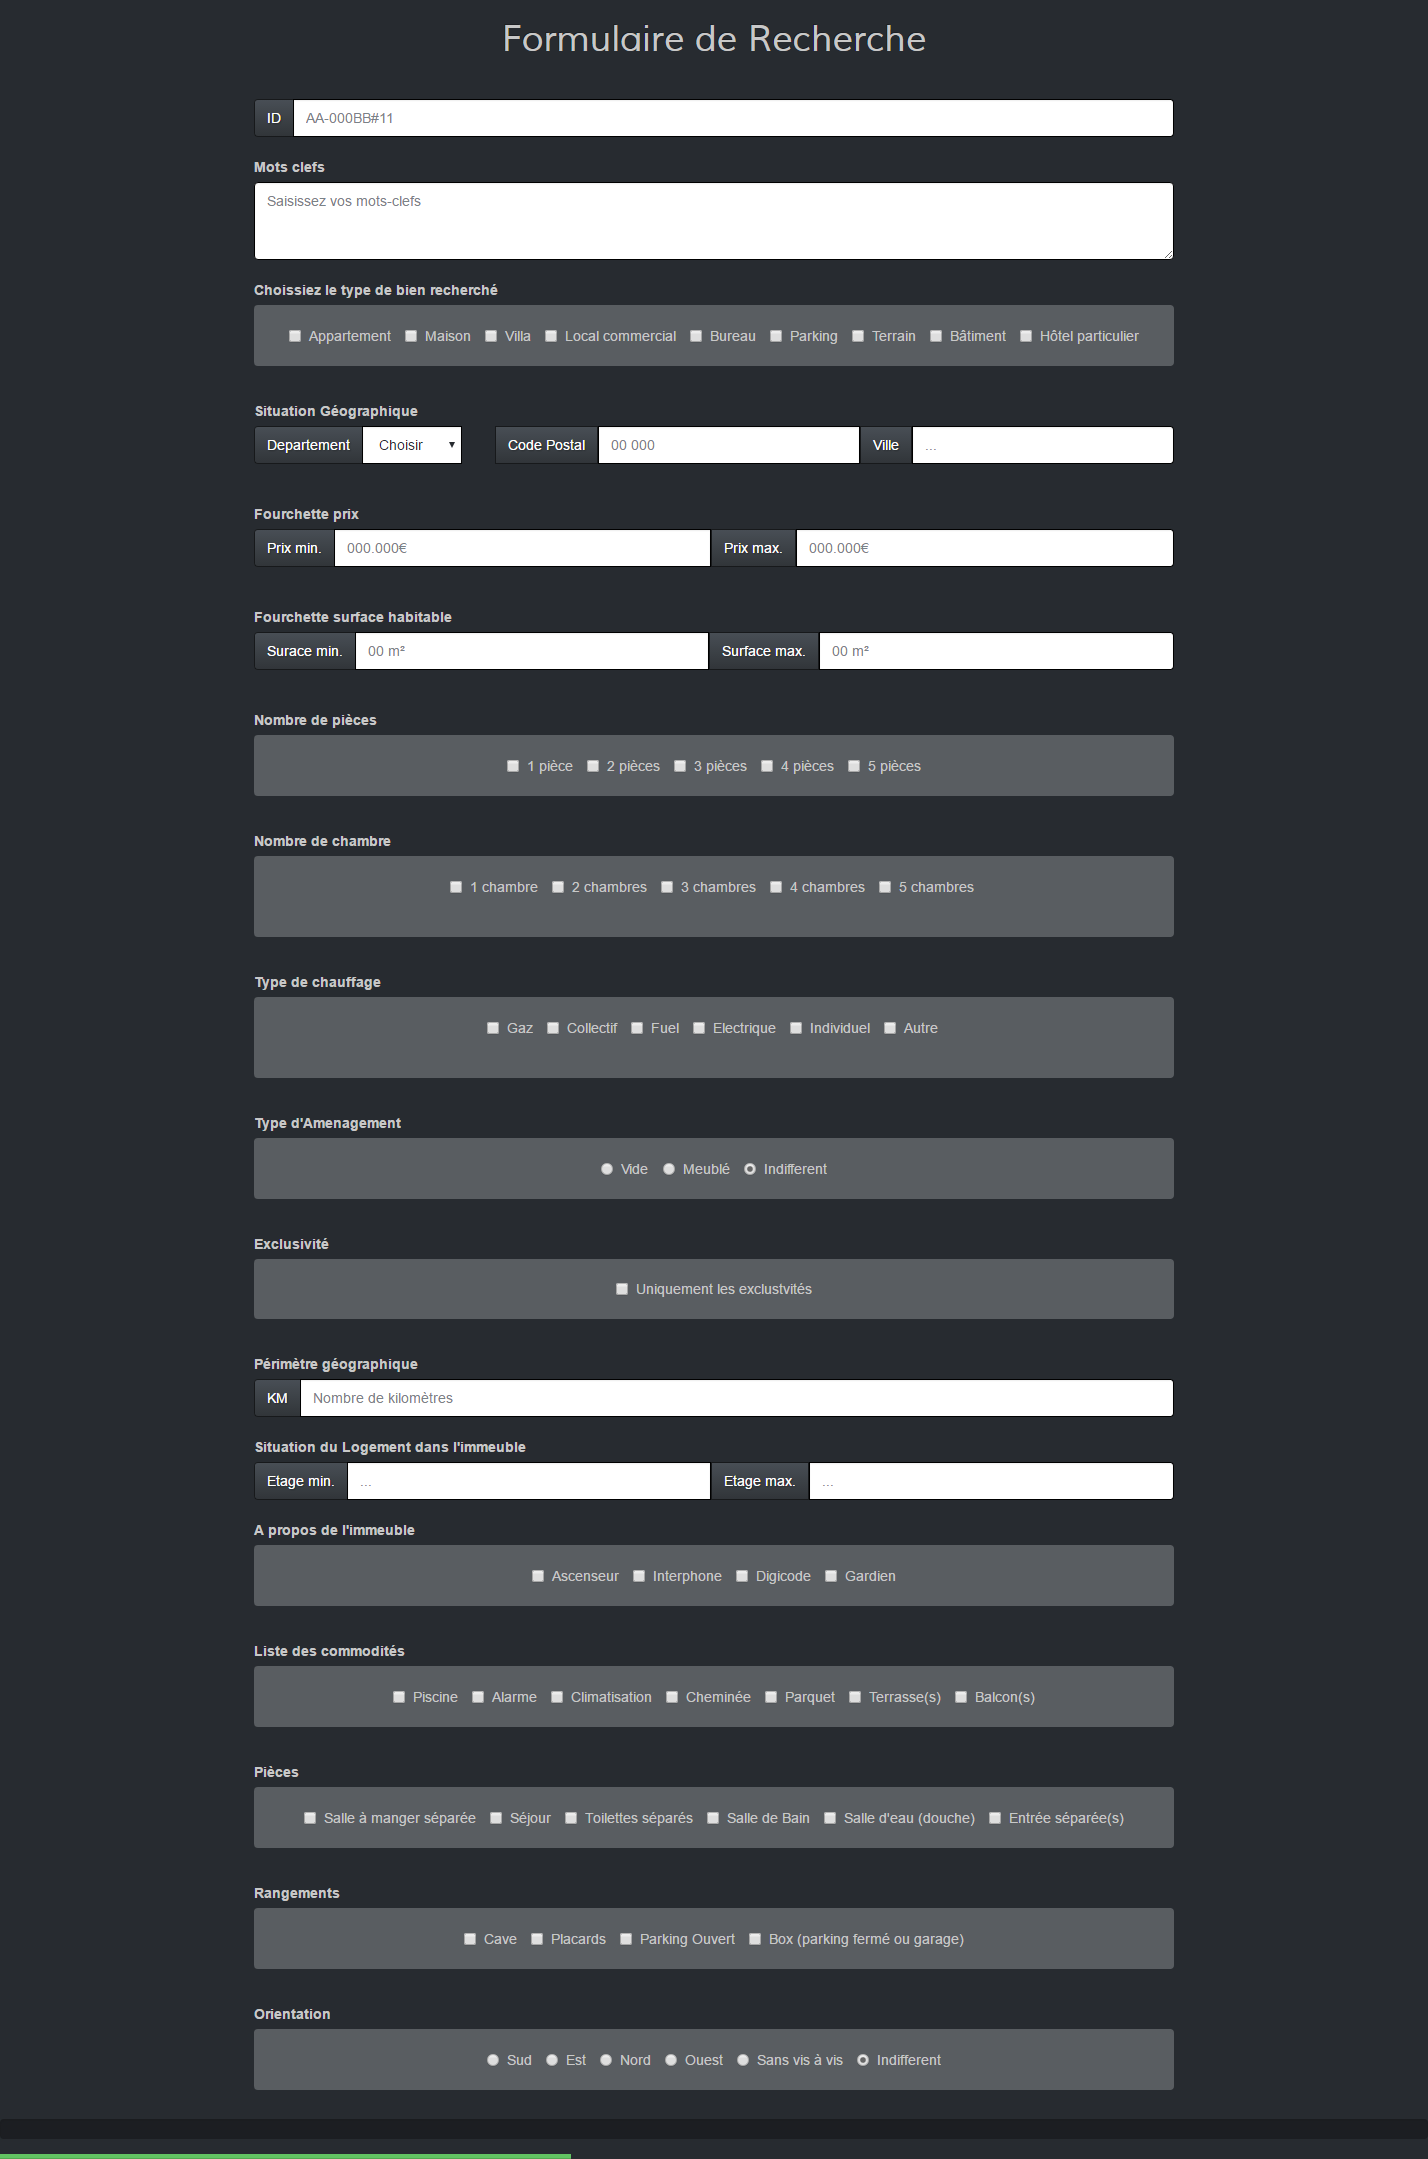 Formulaire de Recherche
ID AA-000BB#11
Mots clefs
Saisissez vos mots-clefs
Choissiez le type de bien recherché
Appartement Maison Villa Local commercial Bureau Parking Terrain Bâtiment Hôtel particulier
Situation Géographique
Departement Choisir Code Postal 00 000 Ville ...
Fourchette prix
Prix min. 000.000€ Prix max. 000.000€
Fourchette surface habitable
Surace min. 00 m² Surface max. 00 m²
Nombre de pièces
1 pièce 2 pièces 3 pièces 4 pièces 5 pièces
Nombre de chambre
1 chambre 2 chambres 3 chambres 4 chambres 5 chambres
Type de chauffage
Gaz Collectif Fuel Electrique Individuel Autre
Type d'Amenagement
Vide Meublé Indifferent
Exclusivité
Uniquement les exclustvités
Périmètre géographique
KM Nombre de kilomètres
Situation du Logement dans l'immeuble
Etage min. ... Etage max. ...
A propos de l'immeuble
Ascenseur Interphone Digicode Gardien
Liste des commodités
Piscine Alarme Climatisation Cheminée Parquet Terrasse(s) Balcon(s)
Pièces
Salle à manger séparée Séjour Toilettes séparés Salle de Bain Salle d'eau (douche) Entrée séparée(s)
Rangements
Cave Placards Parking Ouvert Box (parking fermé ou garage)
Orientation
Sud Est Nord Ouest Sans vis à vis Indifferent